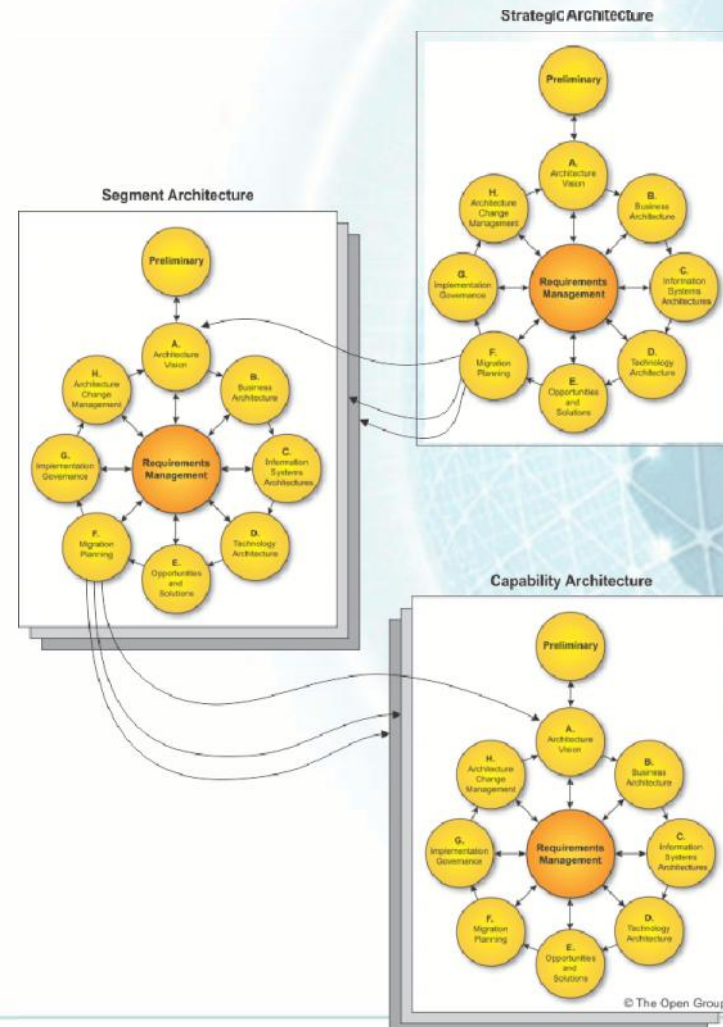 Strategic Architecture
Preliminary
A.
Architecture
Vision
H.
Architecture
Change
Management
B.
Business
Architecture
G.
Implementation
Governance
Requirements
Management
C.
Information
Systems
Architectures
F.
Migration
Planning
D.
Technology
Architecture
E.
Opportunities
and
Solutions
Segment Architecture
Preliminary
A.
Architecture
Vision
H.
Architecture
Change
Management
B.
Business
Architecture
G.
Implementation
Governance
Requirements
Management
C.
Information
Systems
Architectures
F.
Migration
Planning
D.
Technology
Architecture
E.
Opportunities
and
Solutions
Capability Architecture
Preliminary
A.
Architecture
Vision
H.
Architecture
Change
Management
B.
Business
Architecture
G.
Implementation
Governance
Requirements
Management
C.
Information
Systems
Architectures
F.
Migration
Planning
D.
Technology
Architecture
E.
Opportunities
and
Solutions
© The Open Group